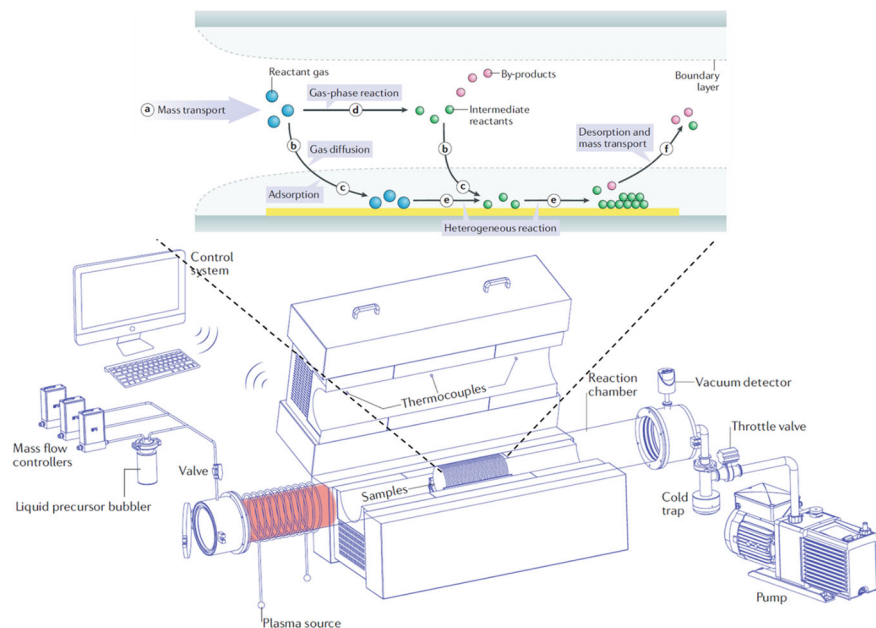 Reactant gas
By-products
Boundary
layer
Gas-phase reaction
a Mass transport
d
Intermediate
reactants
Desorption and
mass transport
b
b
f
Gas diffusion
Adsorption
c
c
e
e
Heterogeneous reaction
Control
system
Thermocouples
Reaction
chamber
Vacuum detector
Throttle valve
Mass flow
controllers
Valve
Samples
Liquid precursor bubbler
Cold
trap
Pump
Plasma source